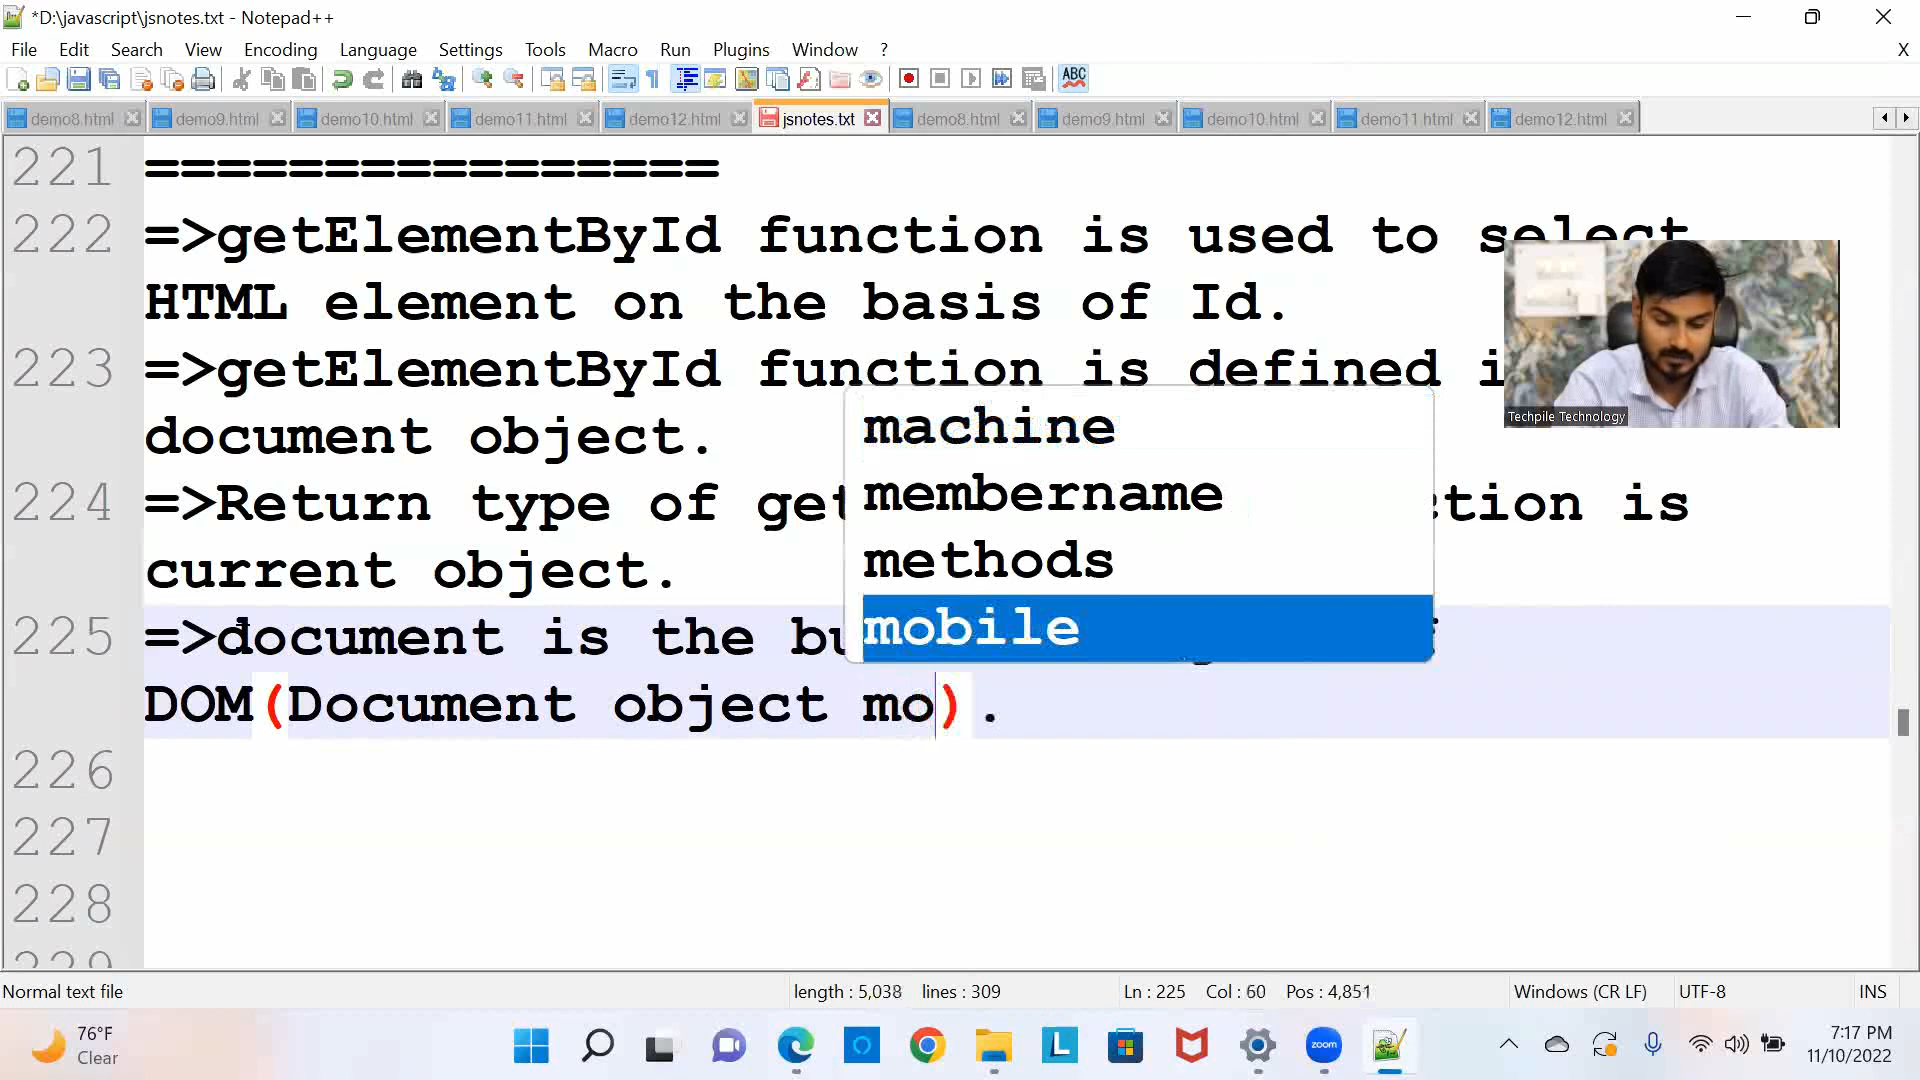 *D:\javascript\jsnotes.txt - Notepad++
File Edit Search View Encoding Language Settings Tools Macro Run Plugins Window ? X
ABC
demo8.html demo9.html demo10.html demo11.html demo12.html jsnotes.txt demo8.html demo9.html demo10.html demo11.html demo12.html
221 ================
222 =>getElementById function is used to select
HTML element on the basis of Id.
223 =>getElementById function is defined i
document object.
224 =>Return type of get ction is
current object.
225 =>document is the bu
DOM(Document object mo).
226
227
228
229
machine
membername
methods
mobile
Techpile Technology
Normal text file length : 5,038 lines : 309 Ln : 225 Col : 60 Pos : 4,851 Windows (CR LF) UTF-8 INS
76°F
Clear
L
zoom
7:17 PM
11/10/2022